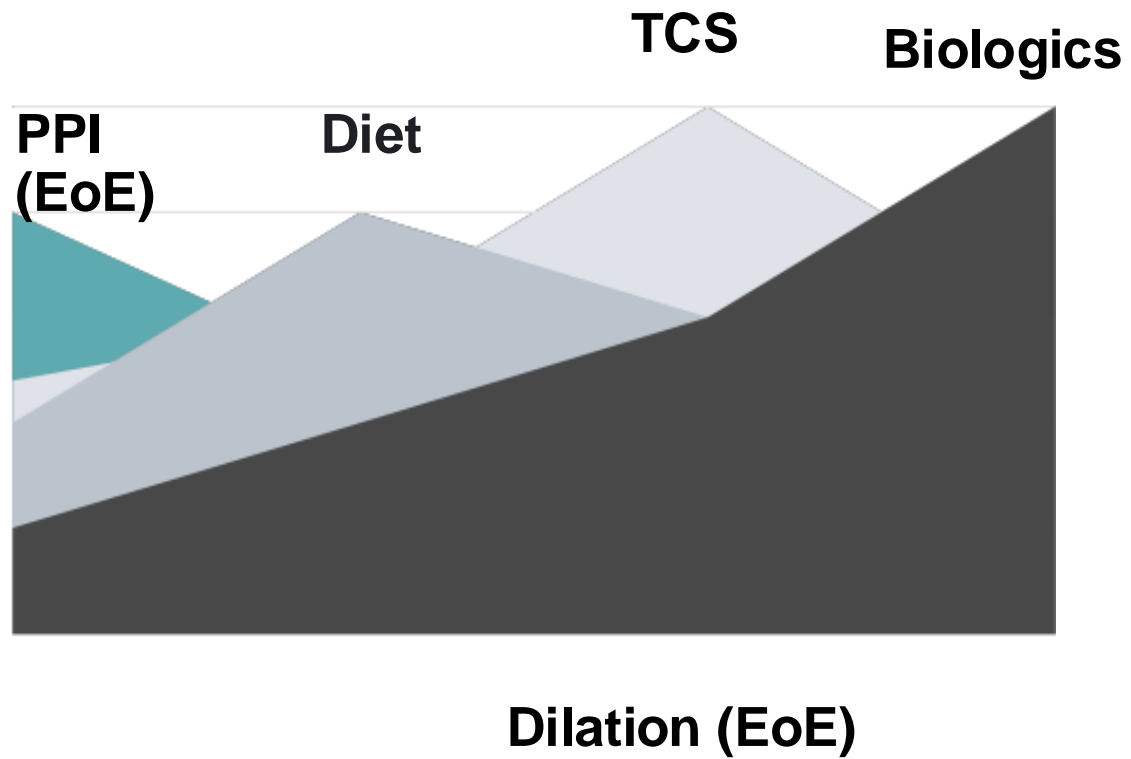 TCS
Biologics
PPI
(EoE)
Diet
Dilation (EoE)